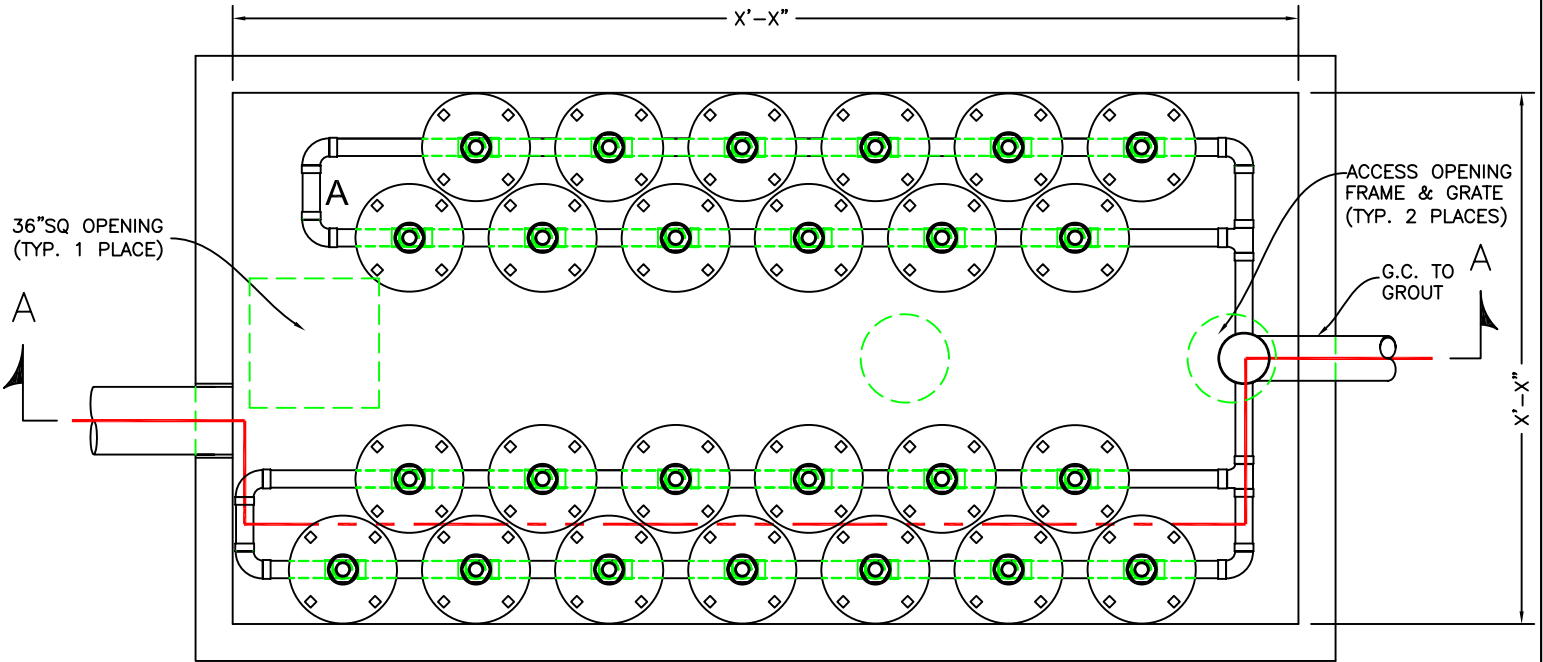 X'-X"
A
36"SQ OPENING
(TYP. 1 PLACE)
ACCESS OPENING
FRAME & GRATE
(TYP. 2 PLACES)
G.C. TO
GROUT
A
A
X'-X"